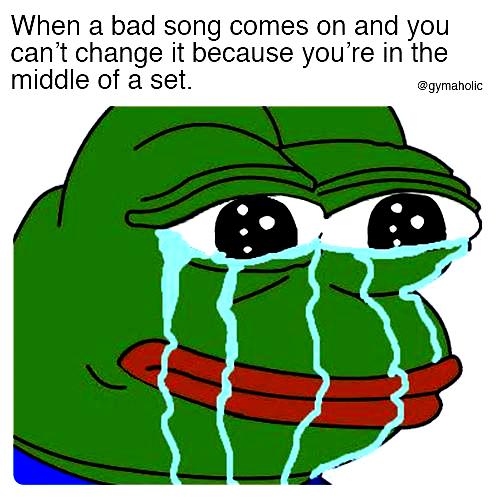 When a bad song comes on and you
can't change it because you're in the
middle of a set.
@gymaholic